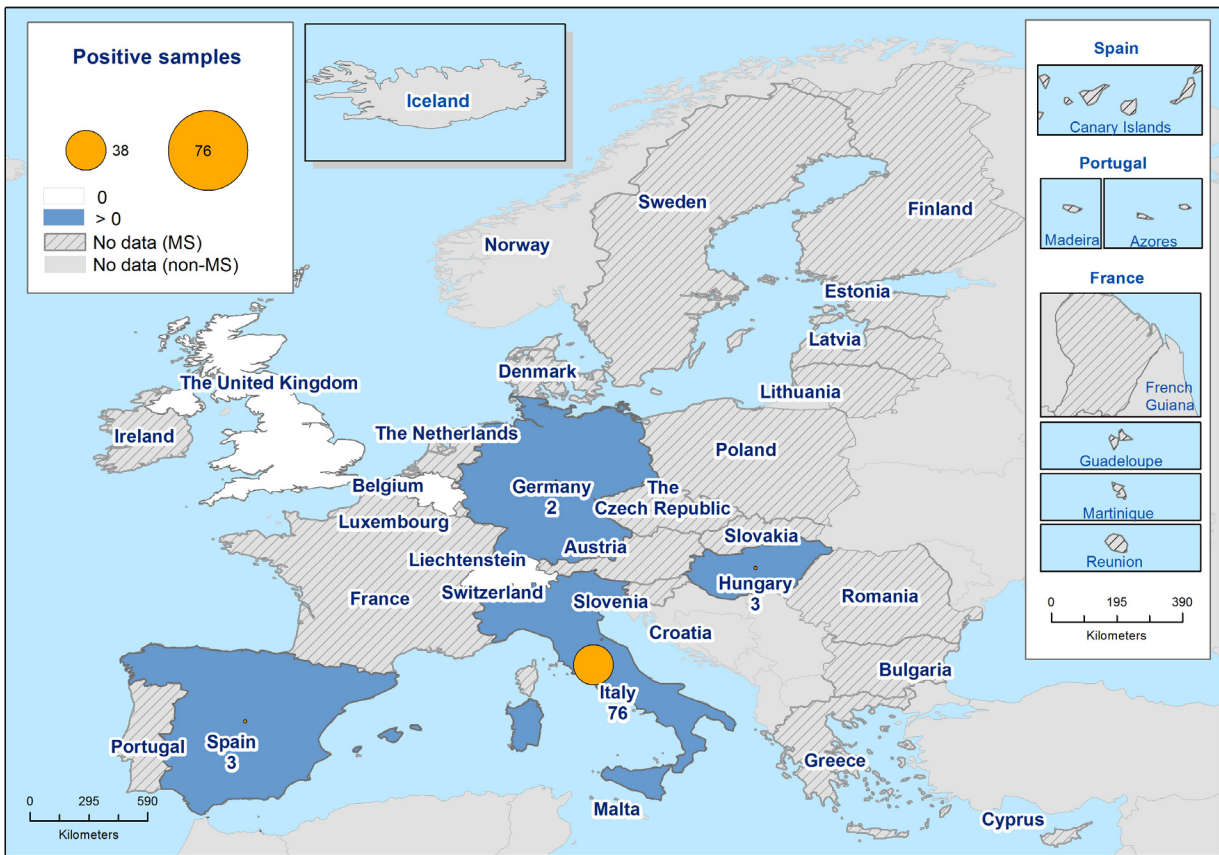 Positive samples
38
76
0
> 0
No data (MS)
No data (non-MS)
Iceland
Spain
Canary Islands
Portugal
Madeira
Azores
France
French
Guiana
Guadeloupe
Martinique
Reunion
0 195 390
Kilometers
Sweden
Finland
Norway
Estonia
Latvia
Denmark
Lithuania
The United Kingdom
Ireland
The Netherlands
Poland
Belgium
Germany
2
The
Czech Republic
Luxembourg
Slovakia
Austria
Liechtenstein
Hungary
3
Switzerland
Slovenia
France
Romania
Croatia
Bulgaria
Italy
76
Portugal
Spain
3
Greece
Malta
Cyprus
0 295 590
Kilometers